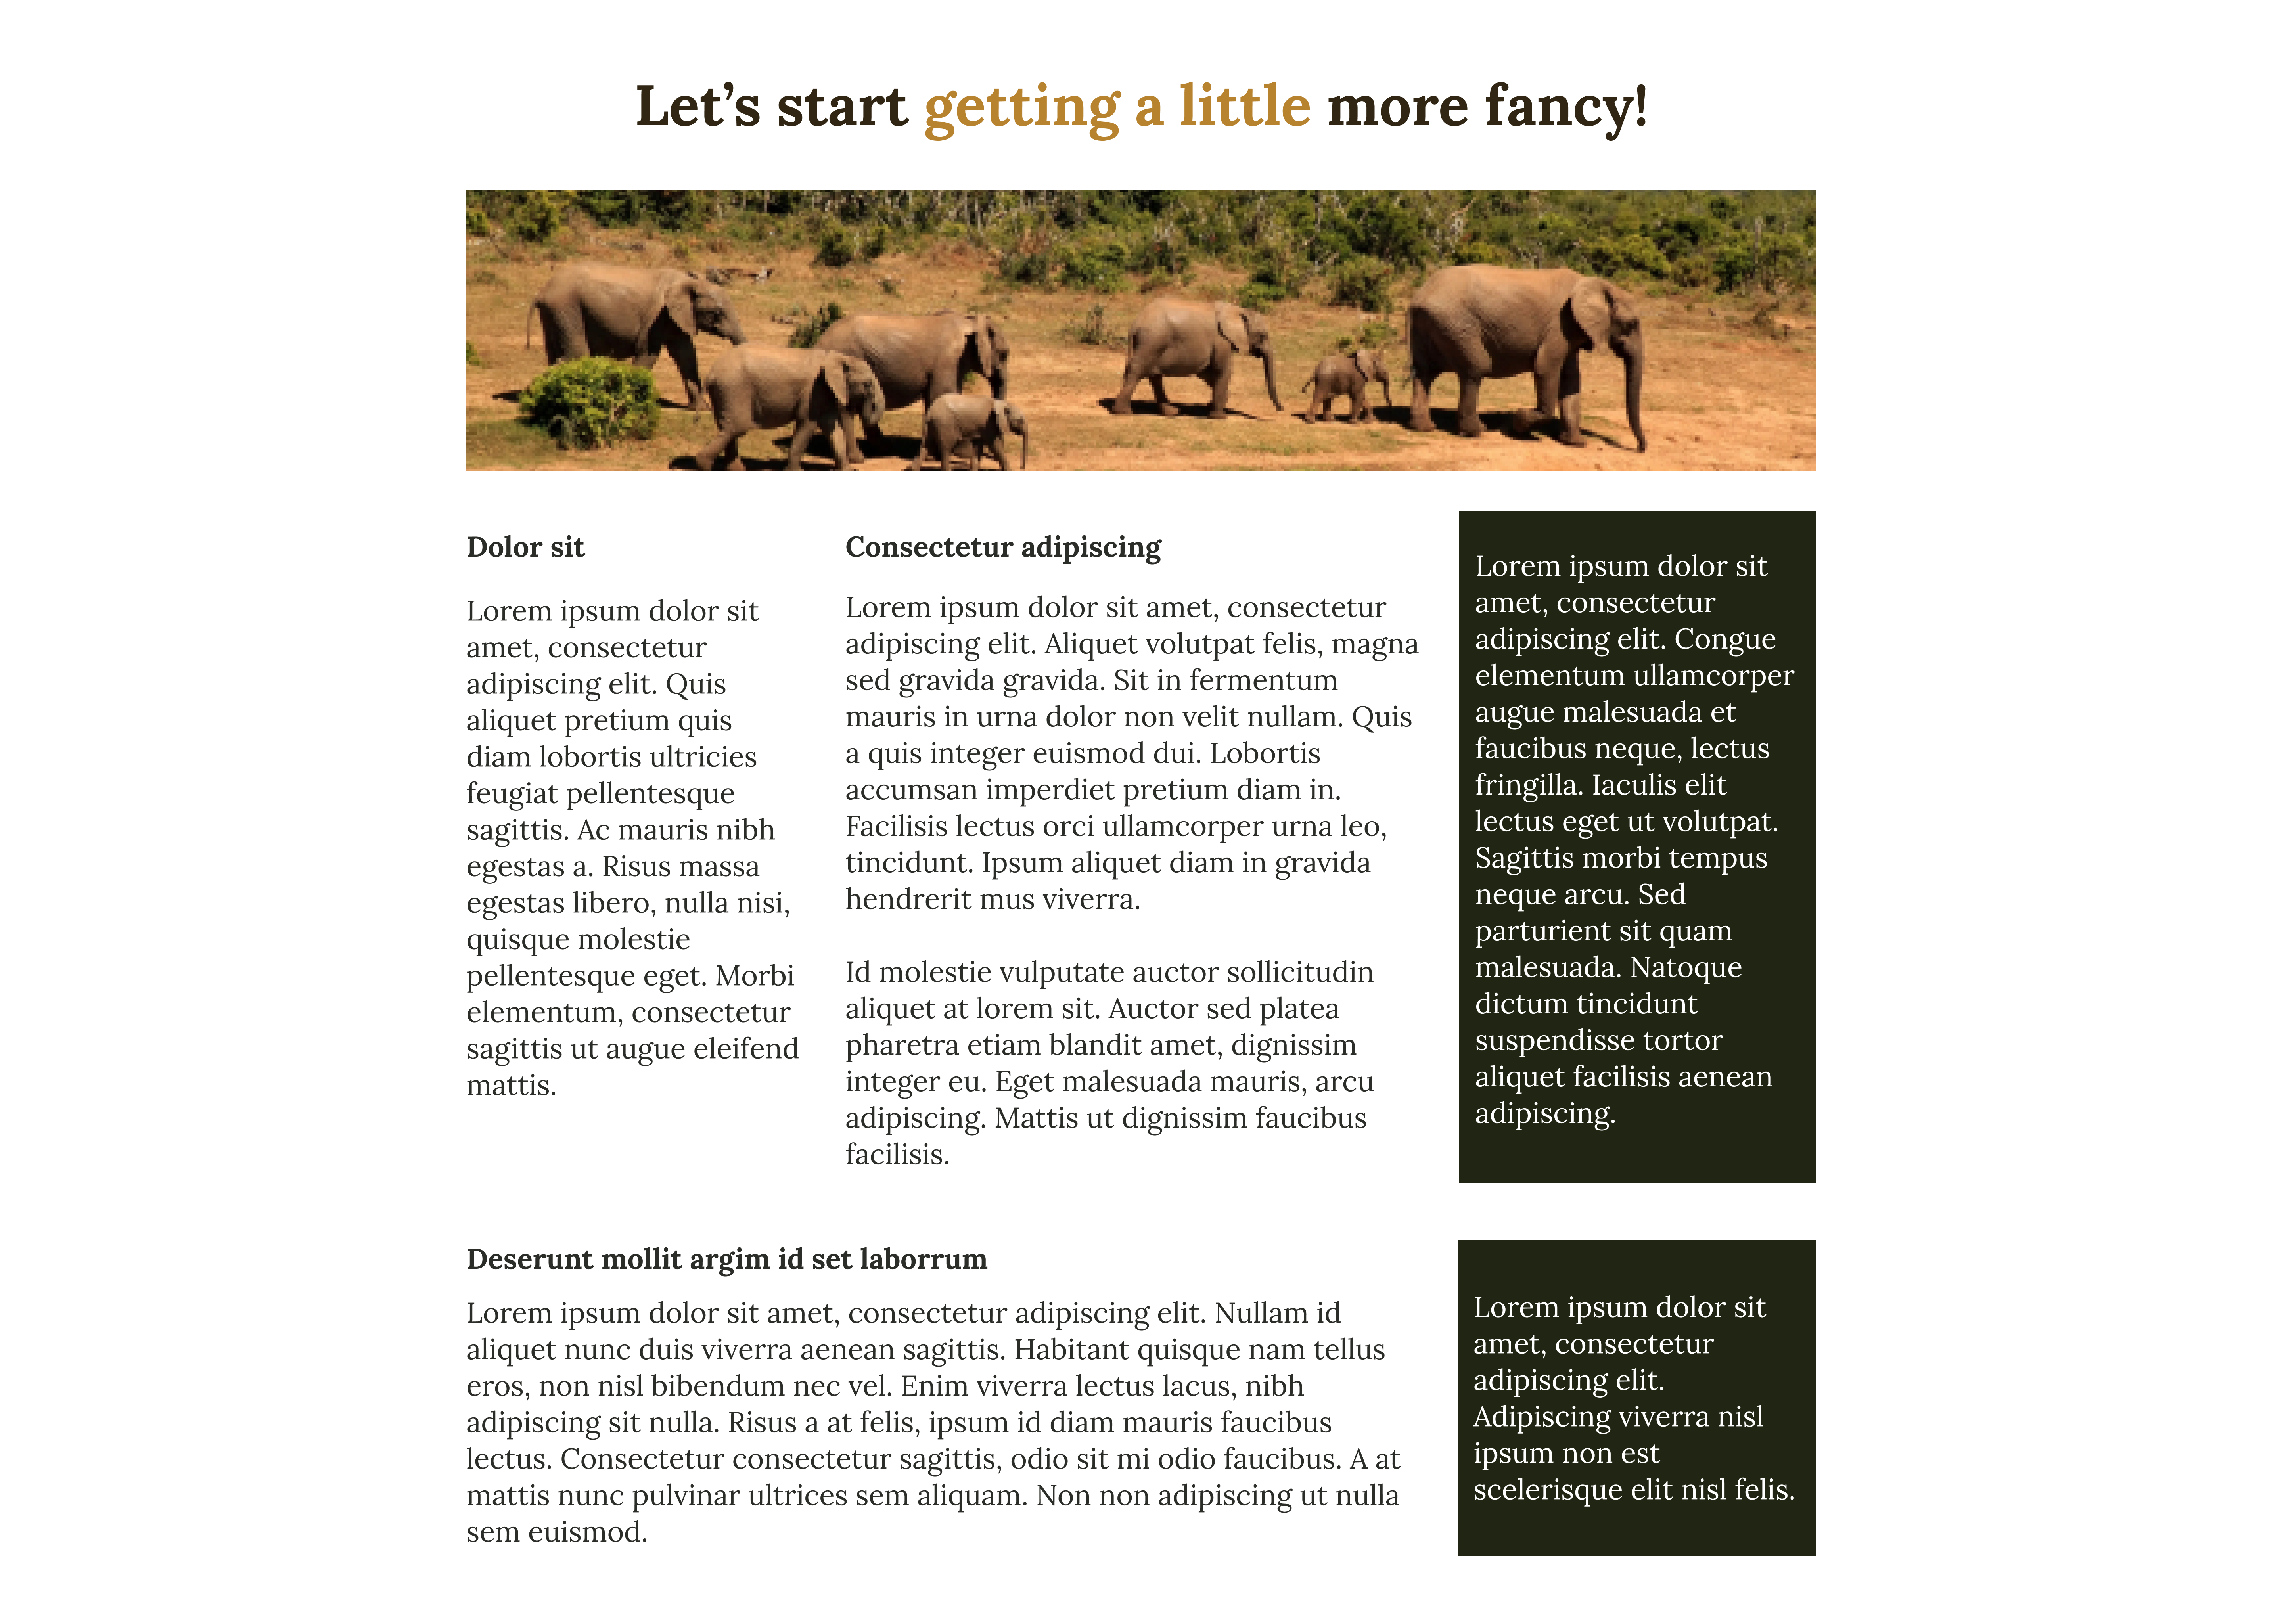 Let’s start getting a little more fancy!
Dolor sit
Lorem ipsum dolor sit
amet, consectetur
adipiscing elit. Quis
aliquet pretium quis
diam lobortis ultricies
feugiat pellentesque
sagittis. Ac mauris nibh
egestas a. Risus massa
egestas libero, nulla nisi,
quisque molestie
pellentesque eget. Morbi
elementum, consectetur
sagittis ut augue eleifend
mattis.
Consectetur adipiscing
Lorem ipsum dolor sit amet, consectetur
adipiscing elit. Aliquet volutpat felis, magna
sed gravida gravida. Sit in fermentum
mauris in urna dolor non velit nullam. Quis
a quis integer euismod dui. Lobortis
accumsan imperdiet pretium diam in.
Facilisis lectus orci ullamcorper urna leo,
tincidunt. Ipsum aliquet diam in gravida
hendrerit mus viverra.
Id molestie vulputate auctor sollicitudin
aliquet at lorem sit. Auctor sed platea
pharetra etiam blandit amet, dignissim
integer eu. Eget malesuada mauris, arcu
adipiscing. Mattis ut dignissim faucibus
facilisis.
Lorem ipsum dolor sit
amet, consectetur
adipiscing elit. Congue
elementum ullamcorper
augue malesuada et
faucibus neque, lectus
fringilla. Iaculis elit
lectus eget ut volutpat.
Sagittis morbi tempus
neque arcu. Sed
parturient sit quam
malesuada. Natoque
dictum tincidunt
suspendisse tortor
aliquet facilisis aenean
adipiscing.
Deserunt mollit argim id set laborrum
Lorem ipsum dolor sit amet, consectetur adipiscing elit. Nullam id
aliquet nunc duis viverra aenean sagittis. Habitant quisque nam tellus
eros, non nisl bibendum nec vel. Enim viverra lectus lacus, nibh
adipiscing sit nulla. Risus a at felis, ipsum id diam mauris faucibus
lectus. Consectetur consectetur sagittis, odio sit mi odio faucibus. A at
mattis nunc pulvinar ultrices sem aliquam. Non non adipiscing ut nulla
sem euismod.
Lorem ipsum dolor sit
amet, consectetur
adipiscing elit.
Adipiscing viverra nisl
ipsum non est
scelerisque elit nisl felis.